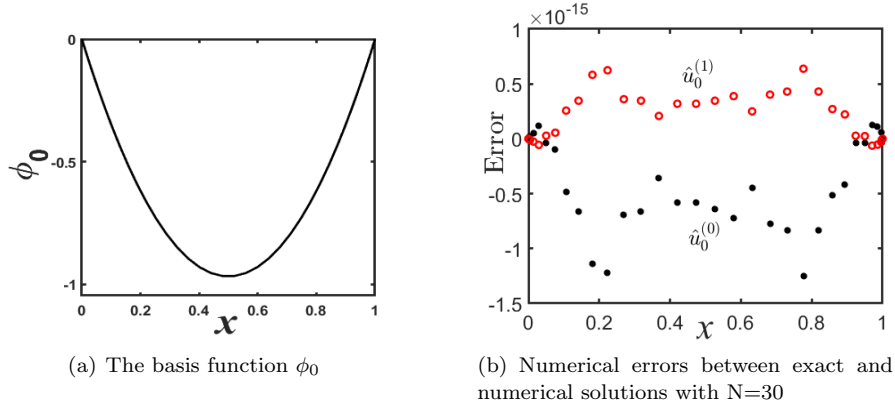 0
-0.5
-1
ϕ₀
0 0.2 0.4 0.6 0.8 1
x
(a) The basis function ϕ₀
×10⁻¹⁵
1
0.5
0
-0.5
-1
-1.5
Error
û₀⁽¹⁾
û₀⁽⁰⁾
0 0.2 0.4 0.6 0.8 1
x
(b) Numerical errors between exact and
numerical solutions with N=30